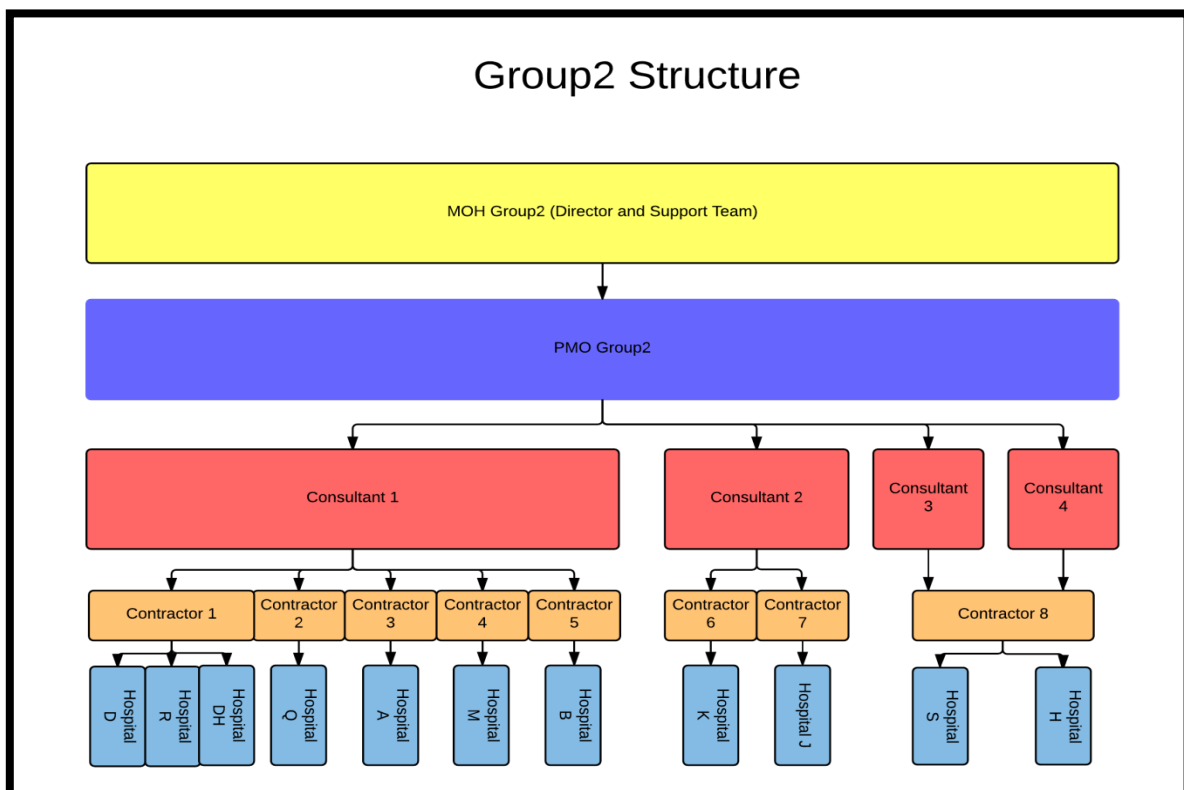 Group2 Structure
MOH Group2 (Director and Support Team)
PMO Group2
Consultant 1
Consultant 2
Consultant
3
Consultant
4
Contractor 1
Contractor
2
Contractor
3
Contractor
4
Contractor
5
Contractor
6
Contractor
7
Contractor 8
Hospital
D
Hospital
R
Hospital
DH
Hospital
Q
Hospital
A
Hospital
M
Hospital
B
Hospital
K
Hospital J
Hospital
S
Hospital
H